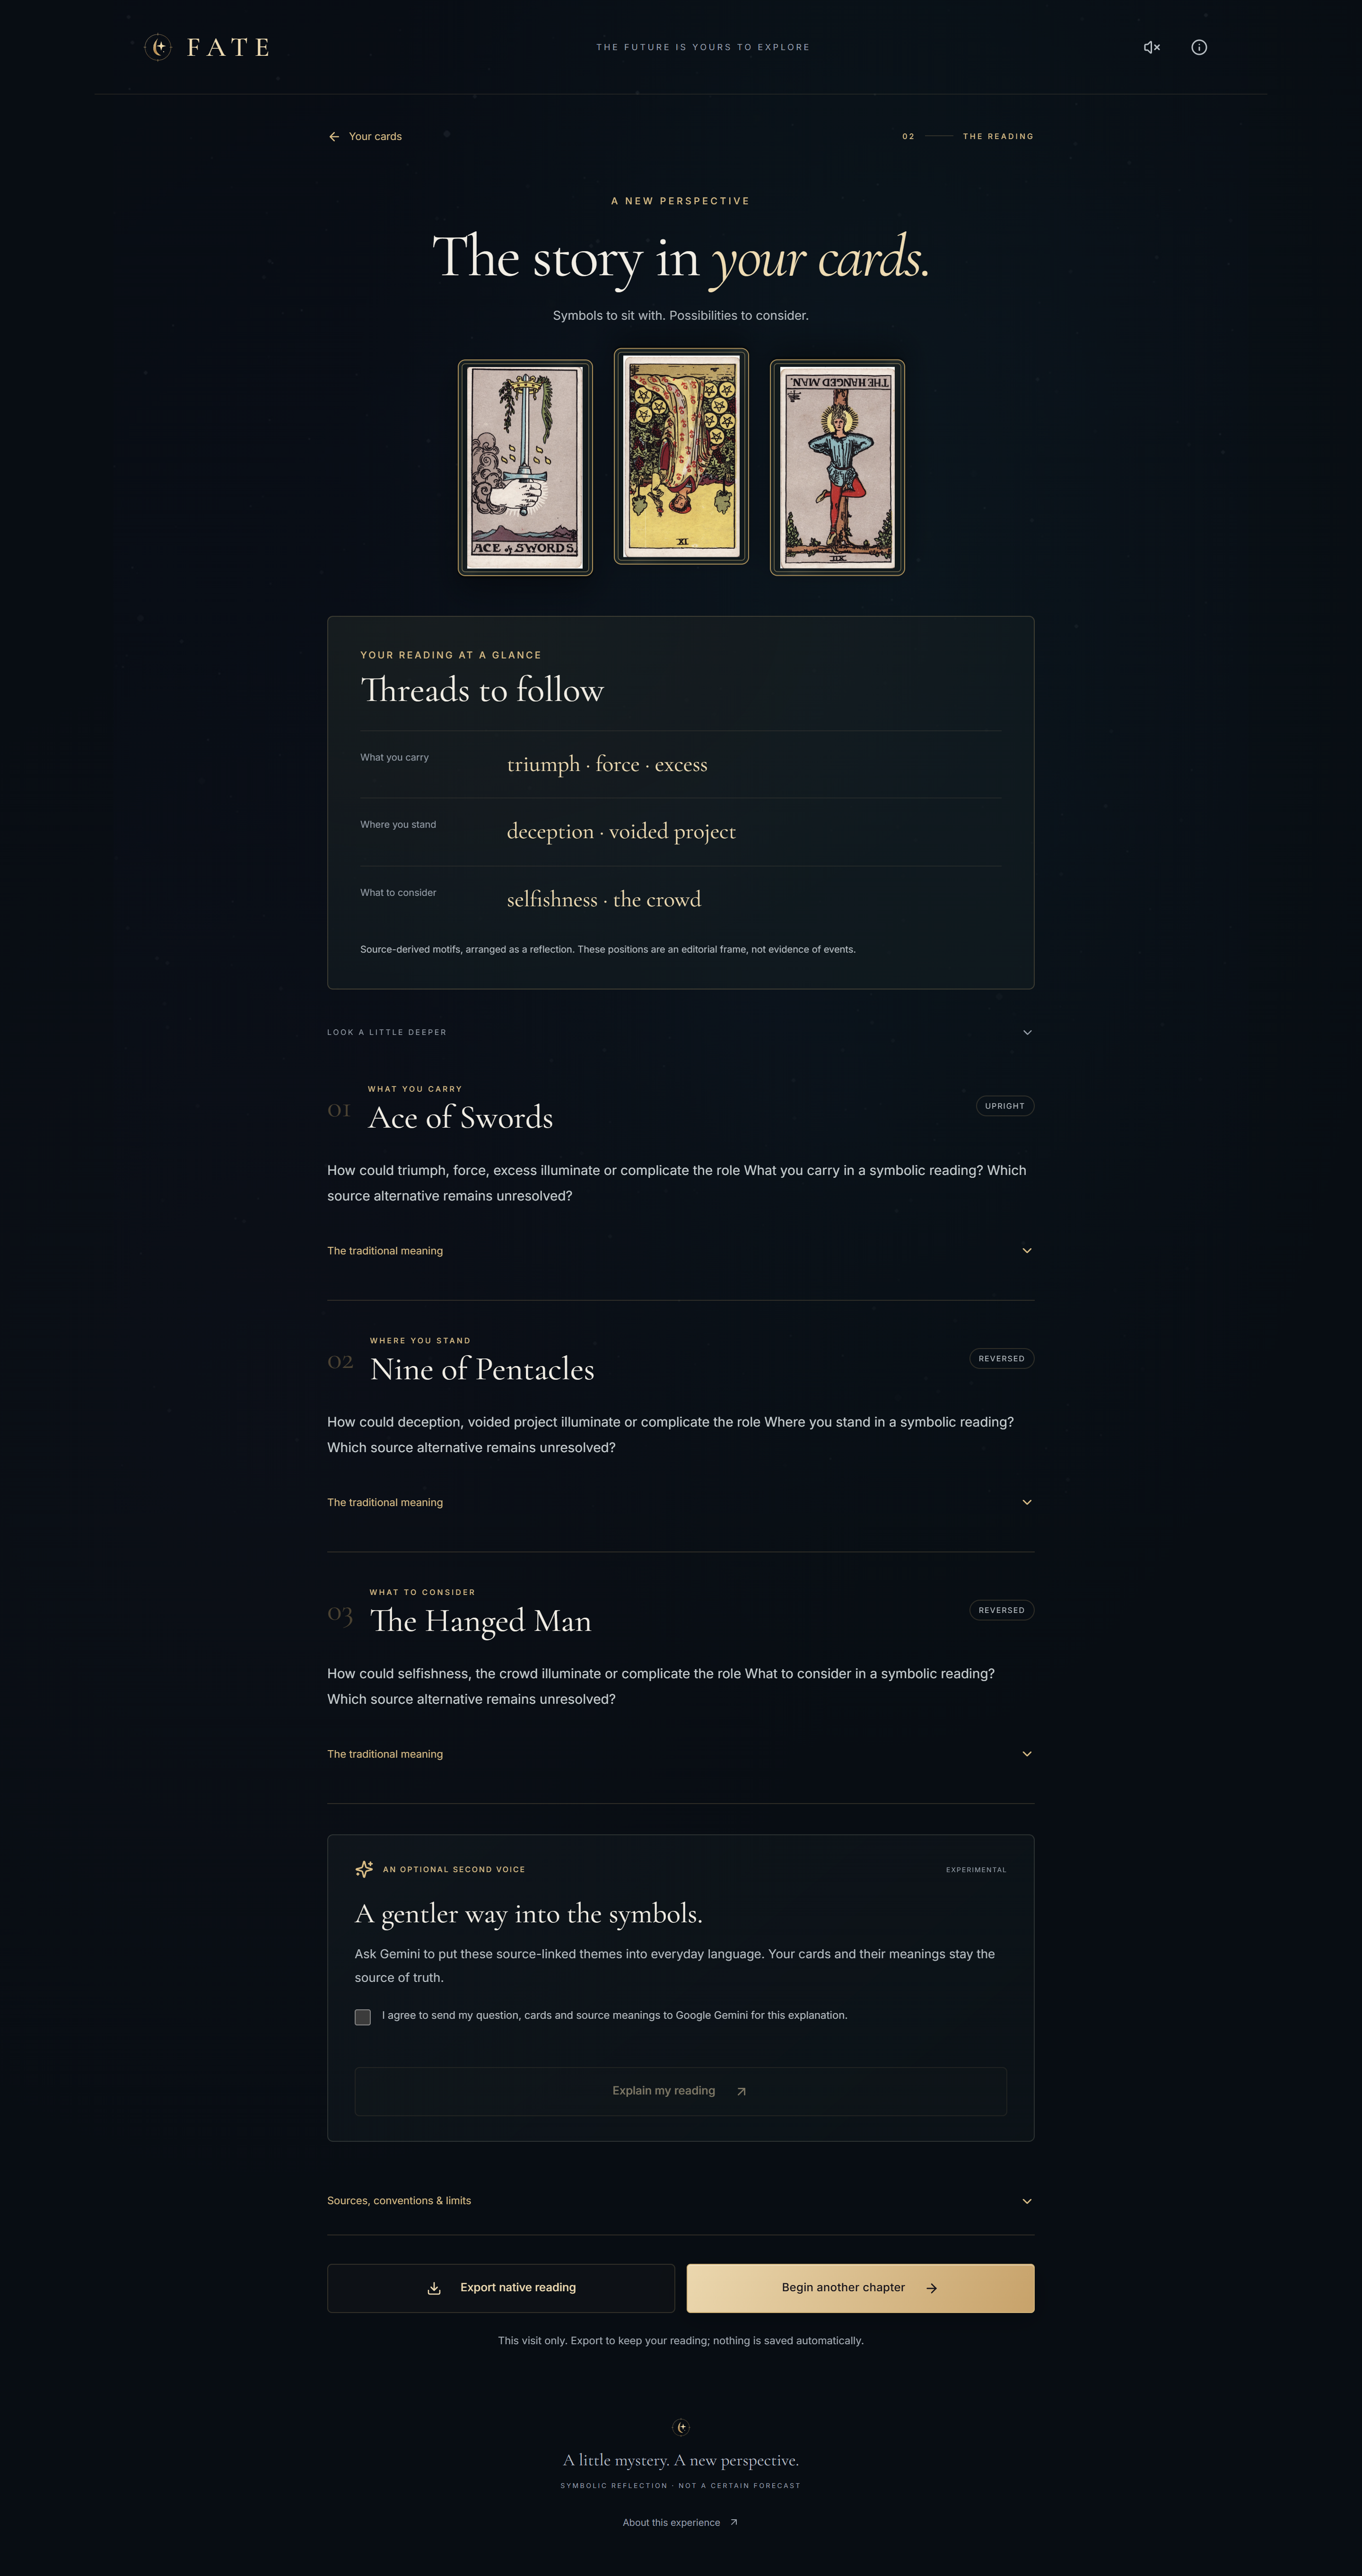 FATE
THE FUTURE IS YOURS TO EXPLORE
Your cards
02 THE READING
A NEW PERSPECTIVE
The story in your cards.
Symbols to sit with. Possibilities to consider.
ACE of SWORDS.
IX
THE HANGED MAN.
XII
YOUR READING AT A GLANCE
Threads to follow
What you carry
triumph · force · excess
Where you stand
deception · voided project
What to consider
selfishness · the crowd
Source-derived motifs, arranged as a reflection. These positions are an editorial frame, not evidence of events.
LOOK A LITTLE DEEPER
WHAT YOU CARRY
01 Ace of Swords
UPRIGHT
How could triumph, force, excess illuminate or complicate the role What you carry in a symbolic reading? Which
source alternative remains unresolved?
The traditional meaning
WHERE YOU STAND
02 Nine of Pentacles
REVERSED
How could deception, voided project illuminate or complicate the role Where you stand in a symbolic reading?
Which source alternative remains unresolved?
The traditional meaning
WHAT TO CONSIDER
03 The Hanged Man
REVERSED
How could selfishness, the crowd illuminate or complicate the role What to consider in a symbolic reading?
Which source alternative remains unresolved?
The traditional meaning
AN OPTIONAL SECOND VOICE
EXPERIMENTAL
A gentler way into the symbols.
Ask Gemini to put these source-linked themes into everyday language. Your cards and their meanings stay the
source of truth.
I agree to send my question, cards and source meanings to Google Gemini for this explanation.
Explain my reading
Sources, conventions & limits
Export native reading
Begin another chapter
This visit only. Export to keep your reading; nothing is saved automatically.
A little mystery. A new perspective.
SYMBOLIC REFLECTION · NOT A CERTAIN FORECAST
About this experience